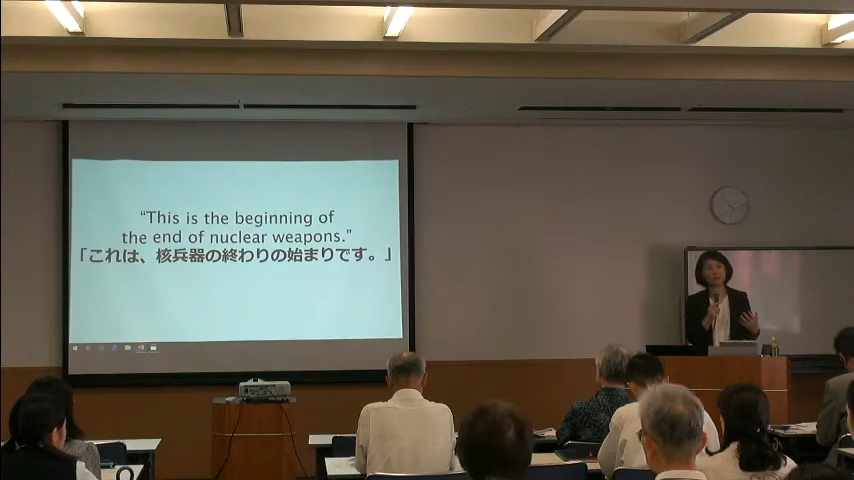 “This is the beginning of
the end of nuclear weapons.”
「これは、核兵器の終わりの始まりです。」